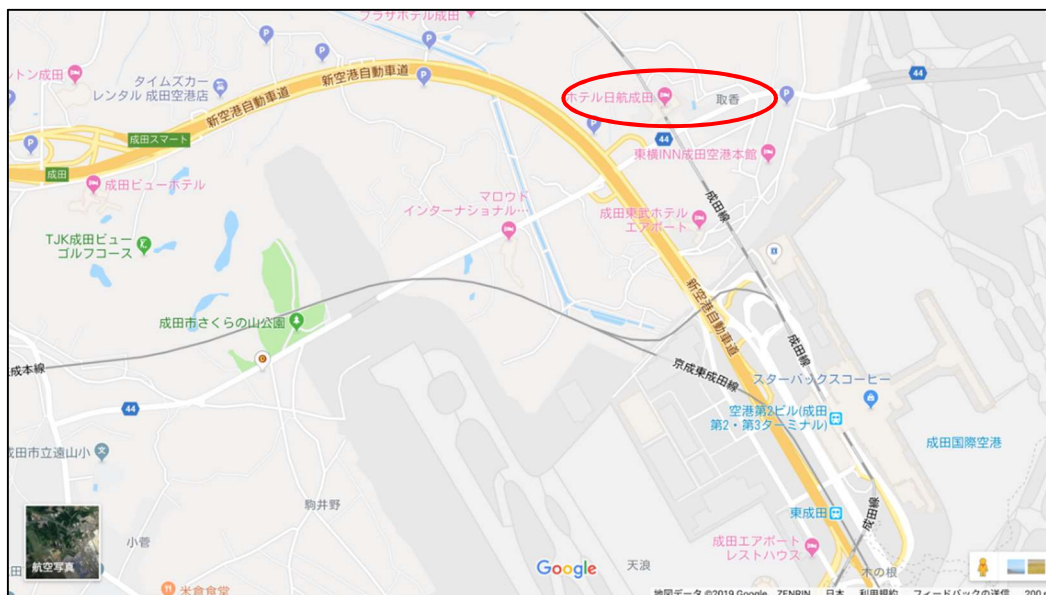 プラザホテル成田
ントン成田
タイムズカー
レンタル 成田空港店
新空港自動車道
新空港自動車道
ホテル日航成田
取香
44
44
成田スマート
成田
東横INN成田空港本館
成田ビューホテル
マロウド
インターナショナル…
成田東武ホテル
エアポート
成田線
TJK成田ビュー
ゴルフコース
新空港自動車道
成田市さくらの山公園
成田線
京成本線
京成東成田線
スターバックスコーヒー
44
空港第2ビル(成田
第2・第3ターミナル)
成田国際空港
成田市立遠山小
駒井野
東成田
成田線
小菅
成田エアポート
レストハウス
航空写真
Google
天浪
木の根
田
米倉食堂
地図データ ©2019 Google、ZENRIN
日本
利用規約
フィードバックの送信
200